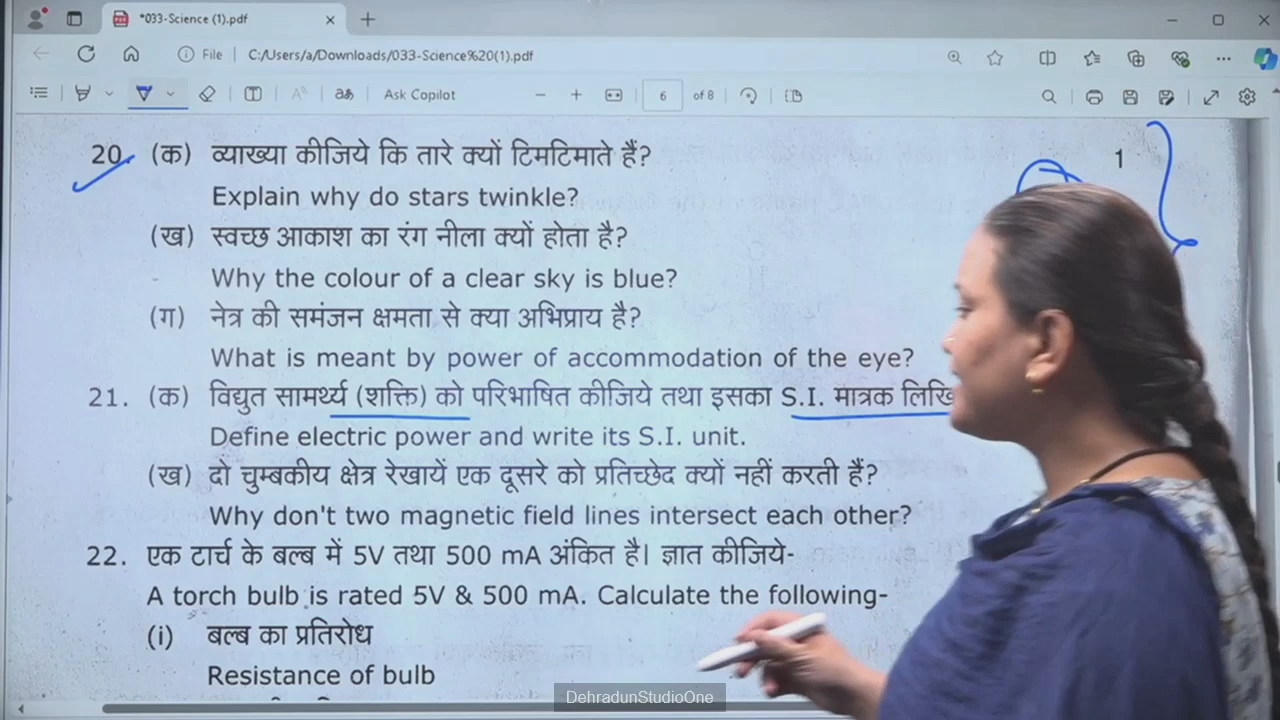 *033-Science (1).pdf
File C:/Users/a/Downloads/033-Science%20(1).pdf
Ask Copilot 6 of 8
20. (क) व्याख्या कीजिये कि तारे क्यों टिमटिमाते हैं? 1
Explain why do stars twinkle?
(ख) स्वच्छ आकाश का रंग नीला क्यों होता है?
Why the colour of a clear sky is blue?
(ग) नेत्र की समंजन क्षमता से क्या अभिप्राय है?
What is meant by power of accommodation of the eye?
21. (क) विद्युत सामर्थ्य (शक्ति) को परिभाषित कीजिये तथा इसका S.I. मात्रक
Define electric power and write its S.I. unit.
(ख) दो चुम्बकीय क्षेत्र रेखायें एक दूसरे को प्रतिच्छेद क्यों नहीं करती हैं?
Why don't two magnetic field lines intersect each other?
22. एक टार्च के बल्ब में 5V तथा 500 mA अंकित है। ज्ञात कीजिये-
A torch bulb is rated 5V & 500 mA. Calculate the following-
(i) बल्ब का प्रतिरोध
Resistance of bulb
DehradunStudioOne